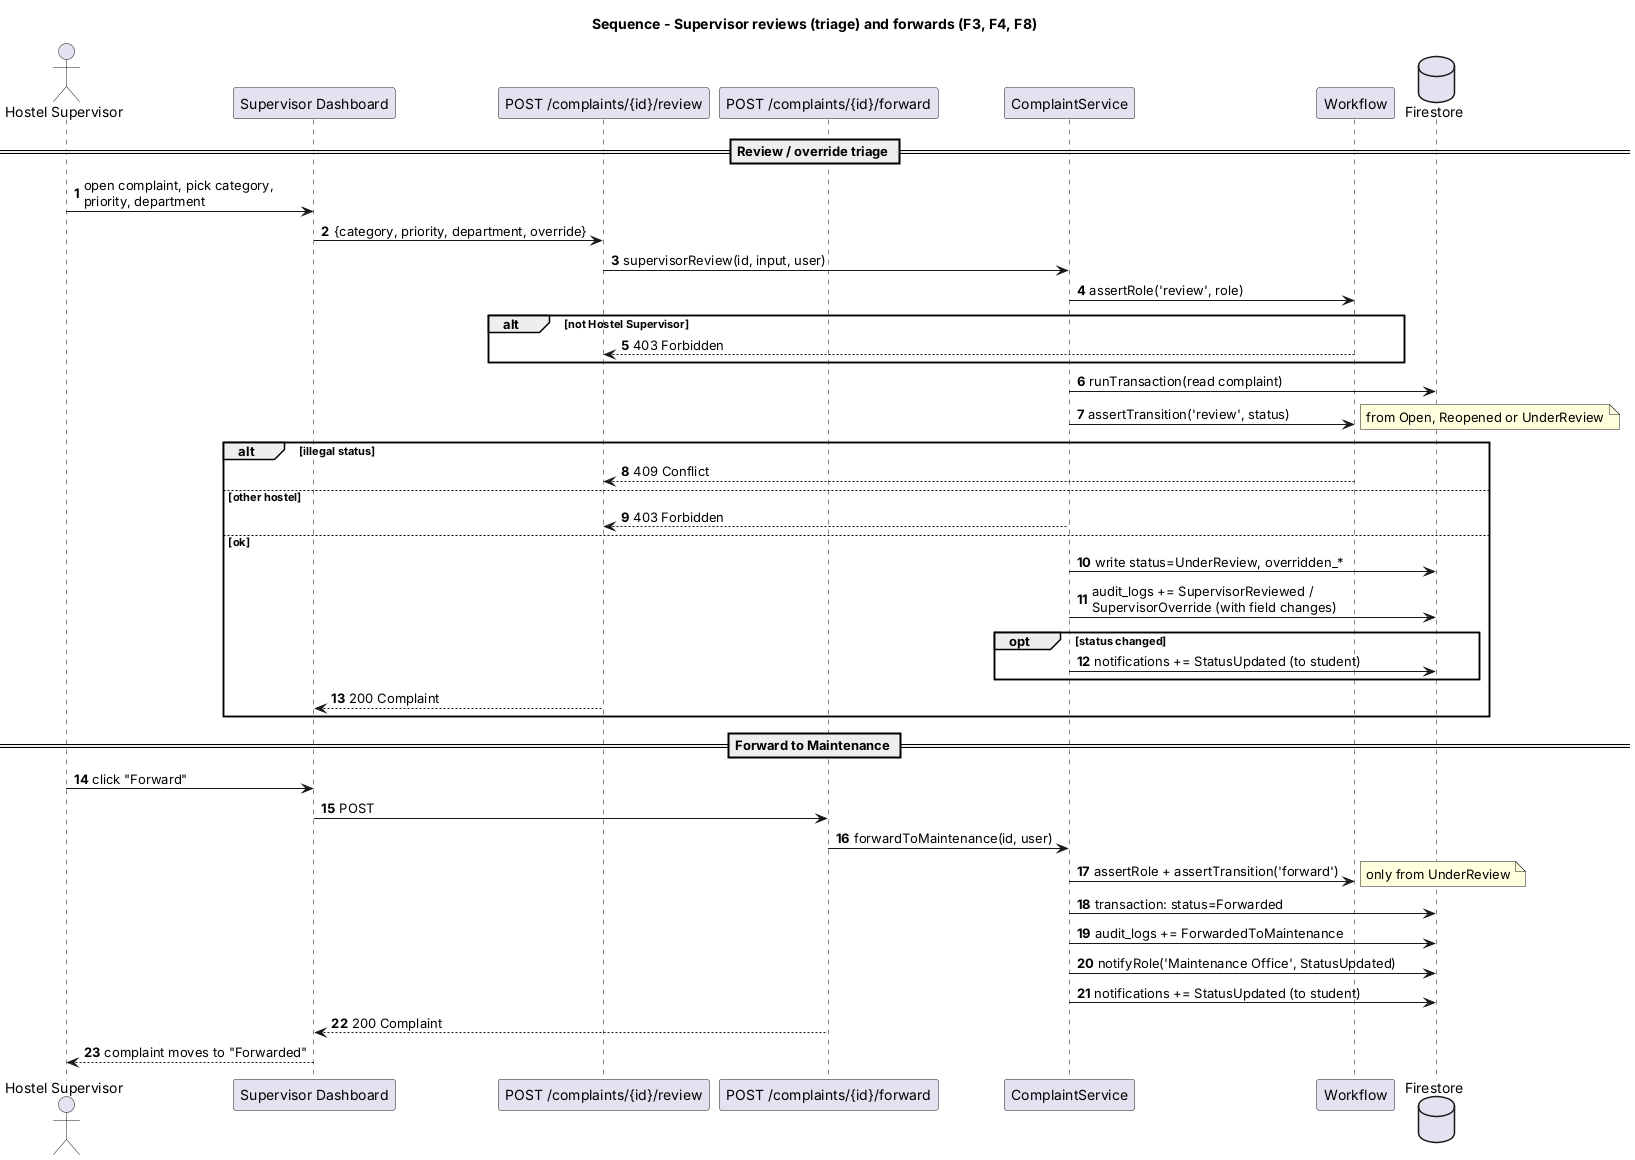 Sequence - Supervisor reviews (triage) and forwards (F3, F4, F8)
Hostel Supervisor
Supervisor Dashboard
POST /complaints/{id}/review
POST /complaints/{id}/forward
ComplaintService
Workflow
Firestore
Review / override triage
1 open complaint, pick category,
priority, department
2 {category, priority, department, override}
3 supervisorReview(id, input, user)
4 assertRole('review', role)
alt [not Hostel Supervisor]
5 403 Forbidden
6 runTransaction(read complaint)
7 assertTransition('review', status)
from Open, Reopened or UnderReview
alt [illegal status]
8 409 Conflict
[other hostel]
9 403 Forbidden
[ok]
10 write status=UnderReview, overridden_*
11 audit_logs += SupervisorReviewed /
SupervisorOverride (with field changes)
opt [status changed]
12 notifications += StatusUpdated (to student)
13 200 Complaint
Forward to Maintenance
14 click "Forward"
15 POST
16 forwardToMaintenance(id, user)
17 assertRole + assertTransition('forward')
only from UnderReview
18 transaction: status=Forwarded
19 audit_logs += ForwardedToMaintenance
20 notifyRole('Maintenance Office', StatusUpdated)
21 notifications += StatusUpdated (to student)
22 200 Complaint
23 complaint moves to "Forwarded"
Hostel Supervisor
Supervisor Dashboard
POST /complaints/{id}/review
POST /complaints/{id}/forward
ComplaintService
Workflow
Firestore